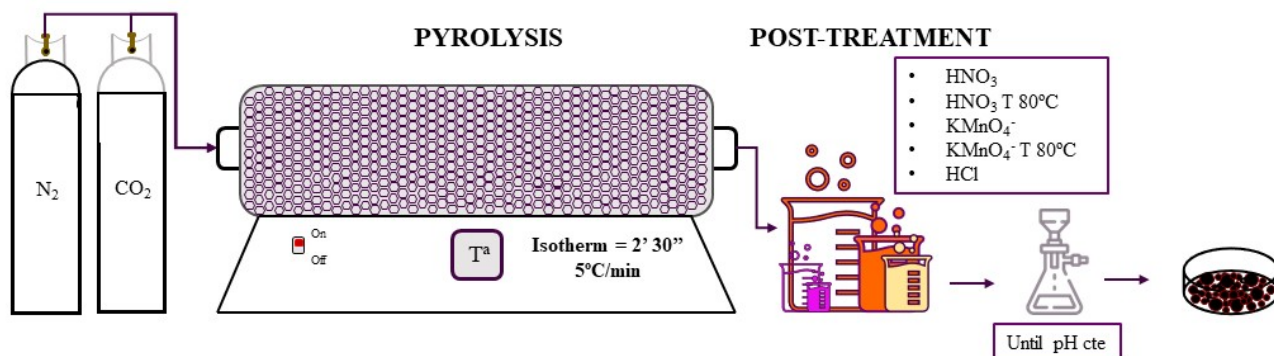 PYROLYSIS
POST-TREATMENT
N₂
CO₂
On
Off
Tª
Isotherm = 2’ 30”
5ºC/min
• HNO₃
• HNO₃ T 80ºC
• KMnO₄⁻
• KMnO₄⁻ T 80ºC
• HCl
Until pH cte